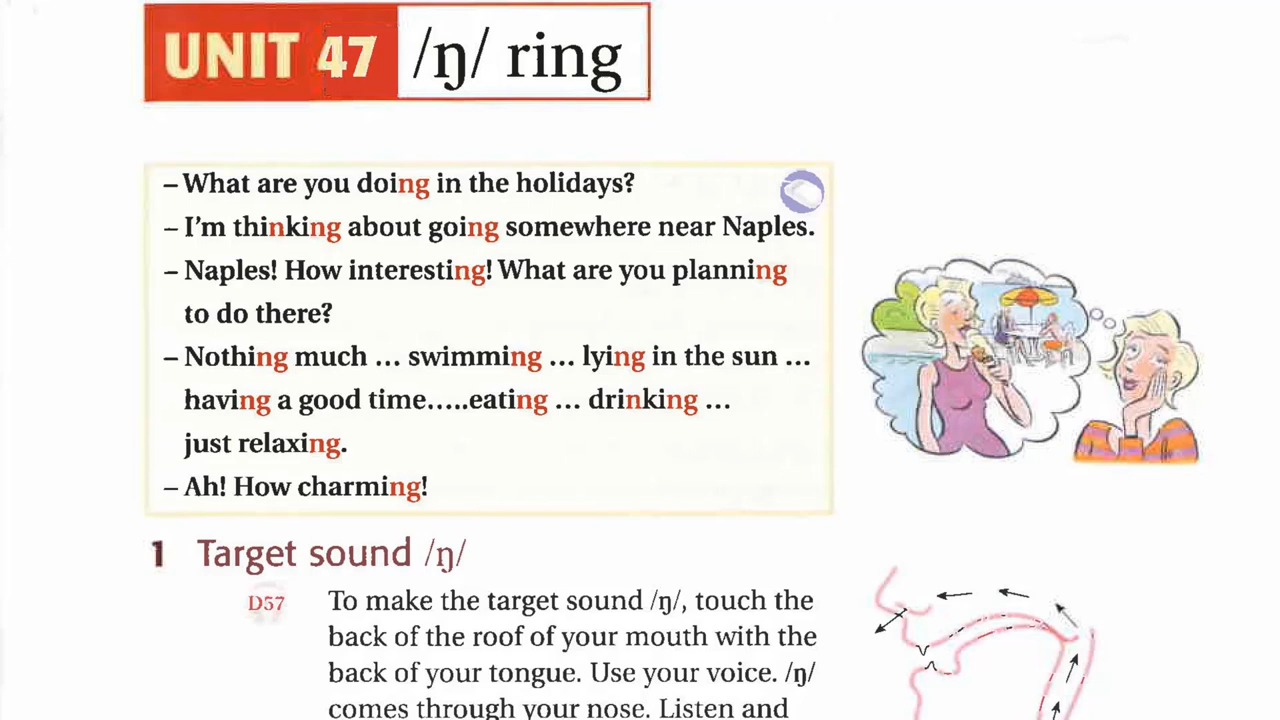 UNIT 47 /ŋ/ ring
– What are you doing in the holidays?
– I'm thinking about going somewhere near Naples.
– Naples! How interesting! What are you planning
to do there?
– Nothing much … swimming … lying in the sun …
having a good time…..eating … drinking …
just relaxing.
– Ah! How charming!
1 Target sound /ŋ/
D57
To make the target sound /ŋ/, touch the
back of the roof of your mouth with the
back of your tongue. Use your voice. /ŋ/
comes through your nose. Listen and